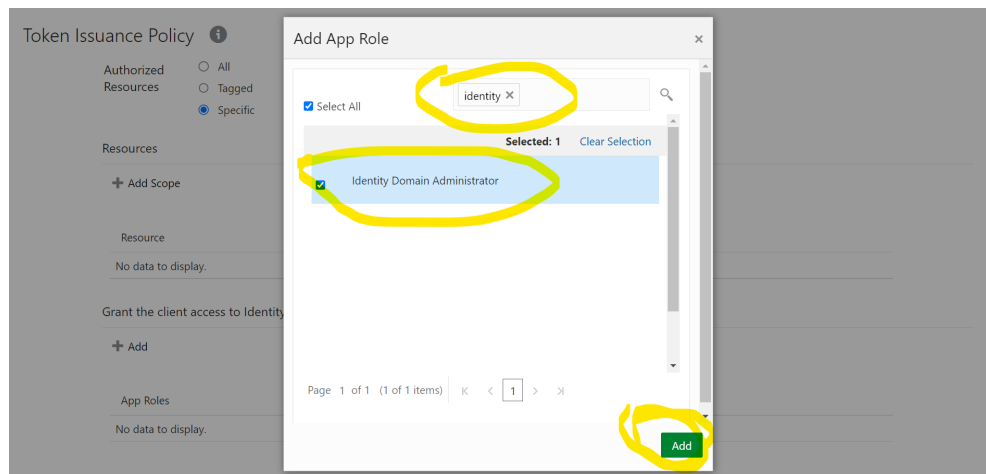 Token Issuance Policy
Authorized Resources
All
Tagged
Specific
Resources
Add Scope
Resource
No data to display.
Grant the client access to Identity
Add
App Roles
No data to display.
Add App Role
×
identity ×
Select All
Selected: 1 Clear Selection
Identity Domain Administrator
Page 1 of 1 (1 of 1 items) 1
Add